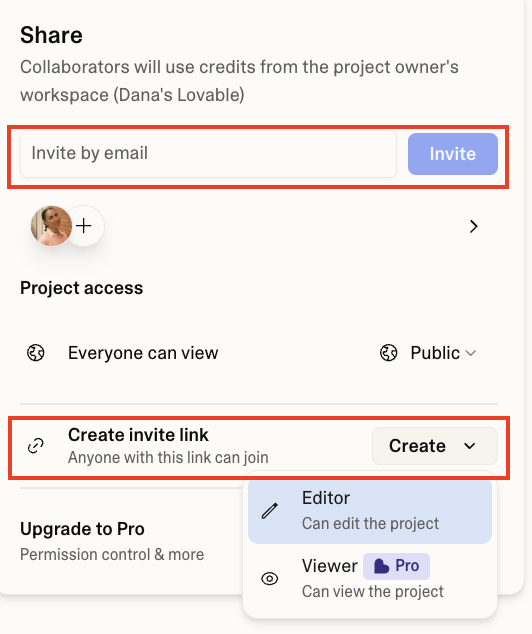 Share
Collaborators will use credits from the project owner's
workspace (Dana's Lovable)
Invite by email
Invite
Project access
Everyone can view
Public
Create invite link
Anyone with this link can join
Create
Editor
Can edit the project
Upgrade to Pro
Permission control & more
Viewer Pro
Can view the project